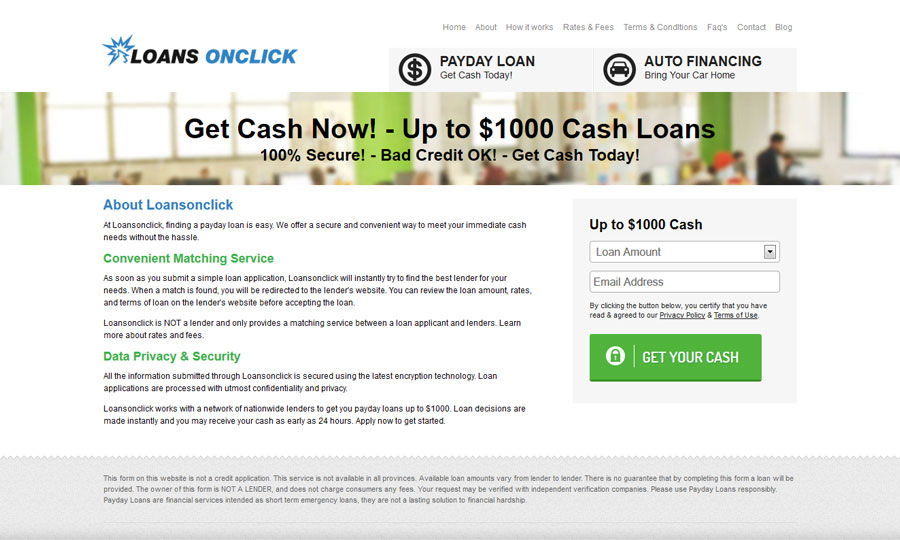 Home About How it works Rates & Fees Terms & Conditions Faq's Contact Blog
LOANS ONCLICK
PAYDAY LOAN
Get Cash Today!
AUTO FINANCING
Bring Your Car Home
Get Cash Now! - Up to $1000 Cash Loans
100% Secure! - Bad Credit OK! - Get Cash Today!
About Loansonclick
At Loansonclick, finding a payday loan is easy. We offer a secure and convenient way to meet your immediate cash
needs without the hassle.
Convenient Matching Service
As soon as you submit a simple loan application, Loansonclick will instantly try to find the best lender for your
needs. When a match is found, you will be redirected to the lender's website. You can review the loan amount, rates,
and terms of loan on the lender's website before accepting the loan.
Loansonclick is NOT a lender and only provides a matching service between a loan applicant and lenders. Learn
more about rates and fees.
Data Privacy & Security
All the information submitted through Loansonclick is secured using the latest encryption technology. Loan
applications are processed with utmost confidentiality and privacy.
Loansonclick works with a network of nationwide lenders to get you payday loans up to $1000. Loan decisions are
made instantly and you may receive your cash as early as 24 hours. Apply now to get started.
Up to $1000 Cash
Loan Amount
Email Address
By clicking the button below, you certify that you have
read & agreed to our Privacy Policy & Terms of Use.
GET YOUR CASH
This form on this website is not a credit application. This service is not available in all provinces. Available loan amounts vary from lender to lender. There is no guarantee that by completing this form a loan will be
provided. The owner of this form is NOT A LENDER, and does not charge consumers any fees. Your request may be verified with independent verification companies. Please use Payday Loans responsibly.
Payday Loans are financial services intended as short term emergency loans, they are not a lasting solution to financial hardship.